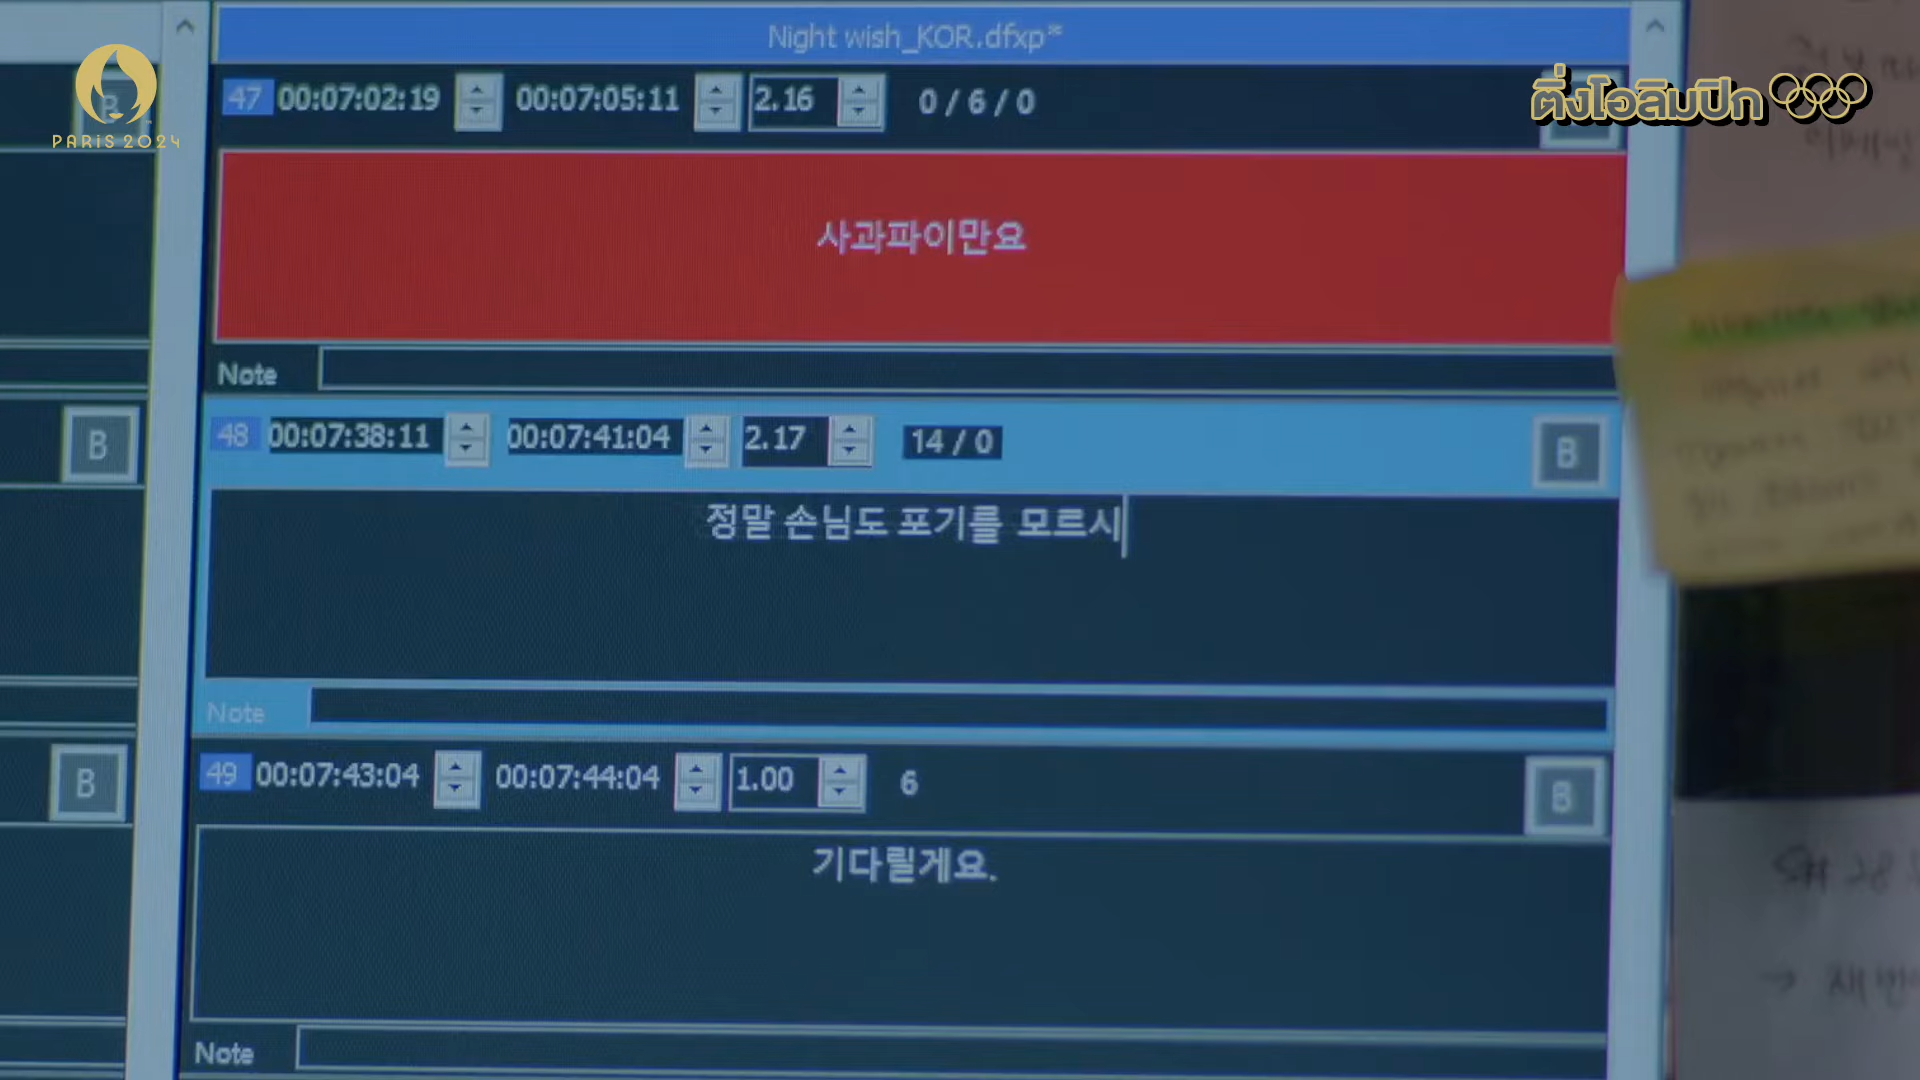 Night wish_KOR.dfxp*
PARIS 2024
ติ่งโอลิมปิก
47 00:07:02:19 00:07:05:11 2.16 0 / 6 / 0
B
사과파이만요
Note
48 00:07:38:11 00:07:41:04 2.17 14 / 0 B
B
정말 손님도 포기를 모르시
Note
49 00:07:43:04 00:07:44:04 1.00 6 B
B
기다릴게요.
Note